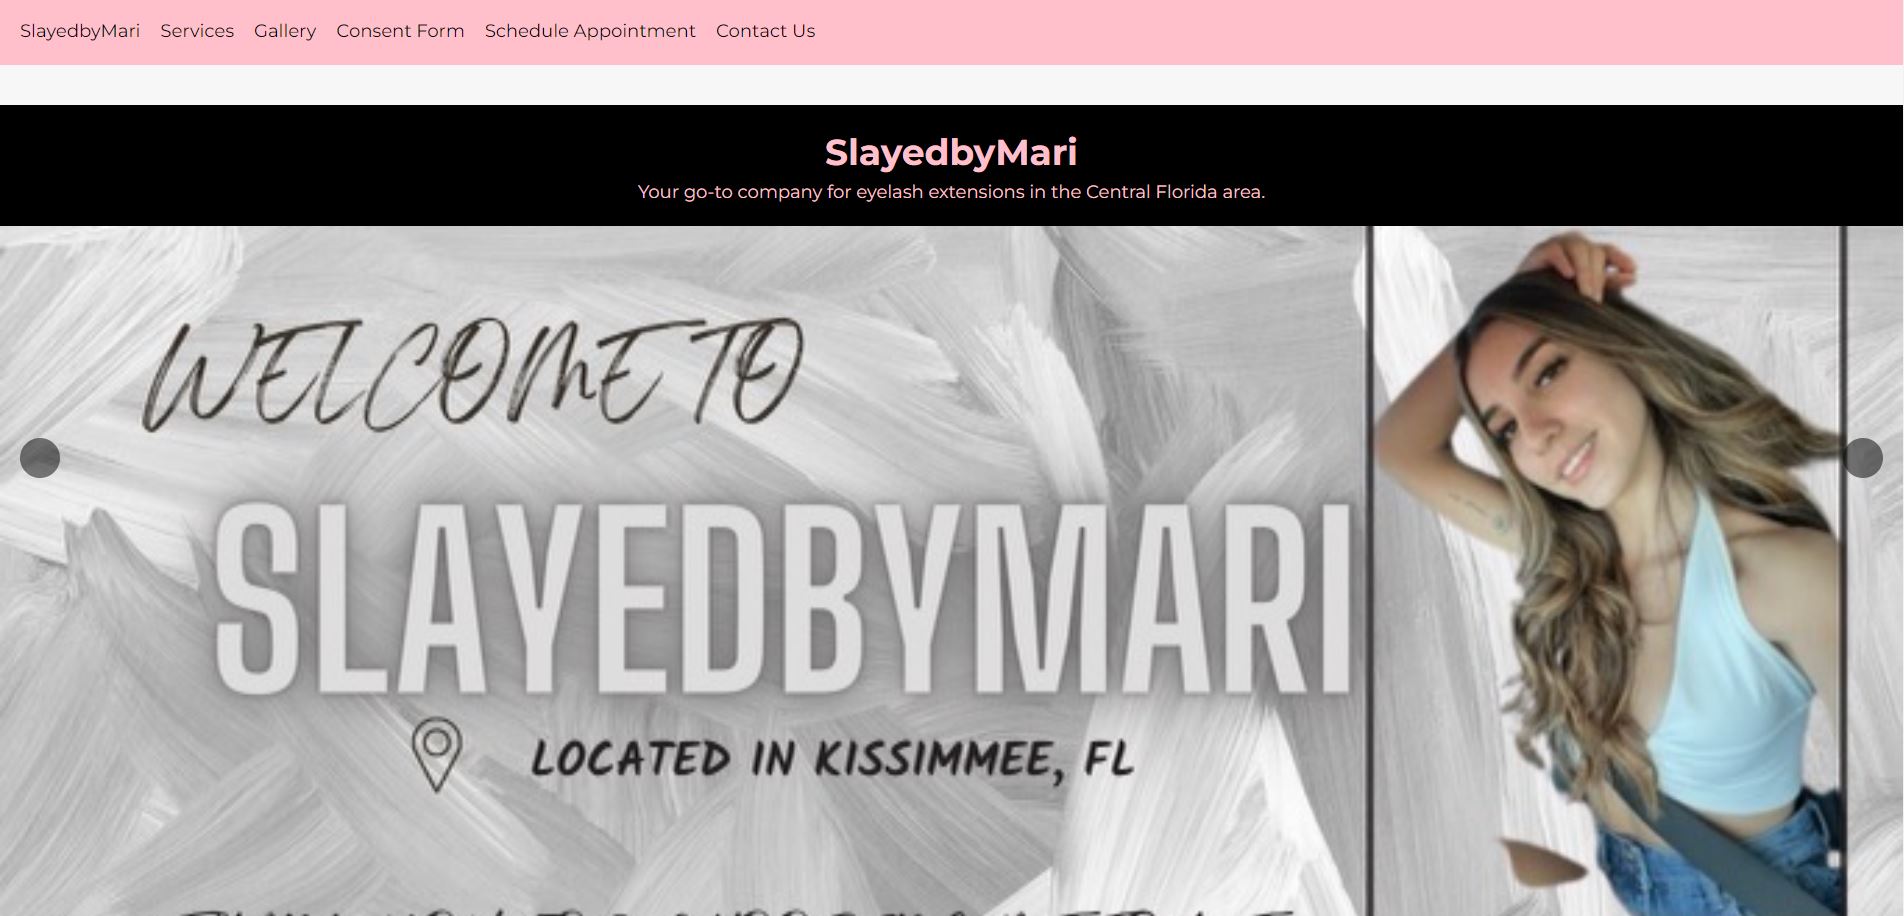 SlayedbyMari Services Gallery Consent Form Schedule Appointment Contact Us
SlayedbyMari
Your go-to company for eyelash extensions in the Central Florida area.
WELCOME TO
SLAYEDBYMARI
LOCATED IN KISSIMMEE, FL